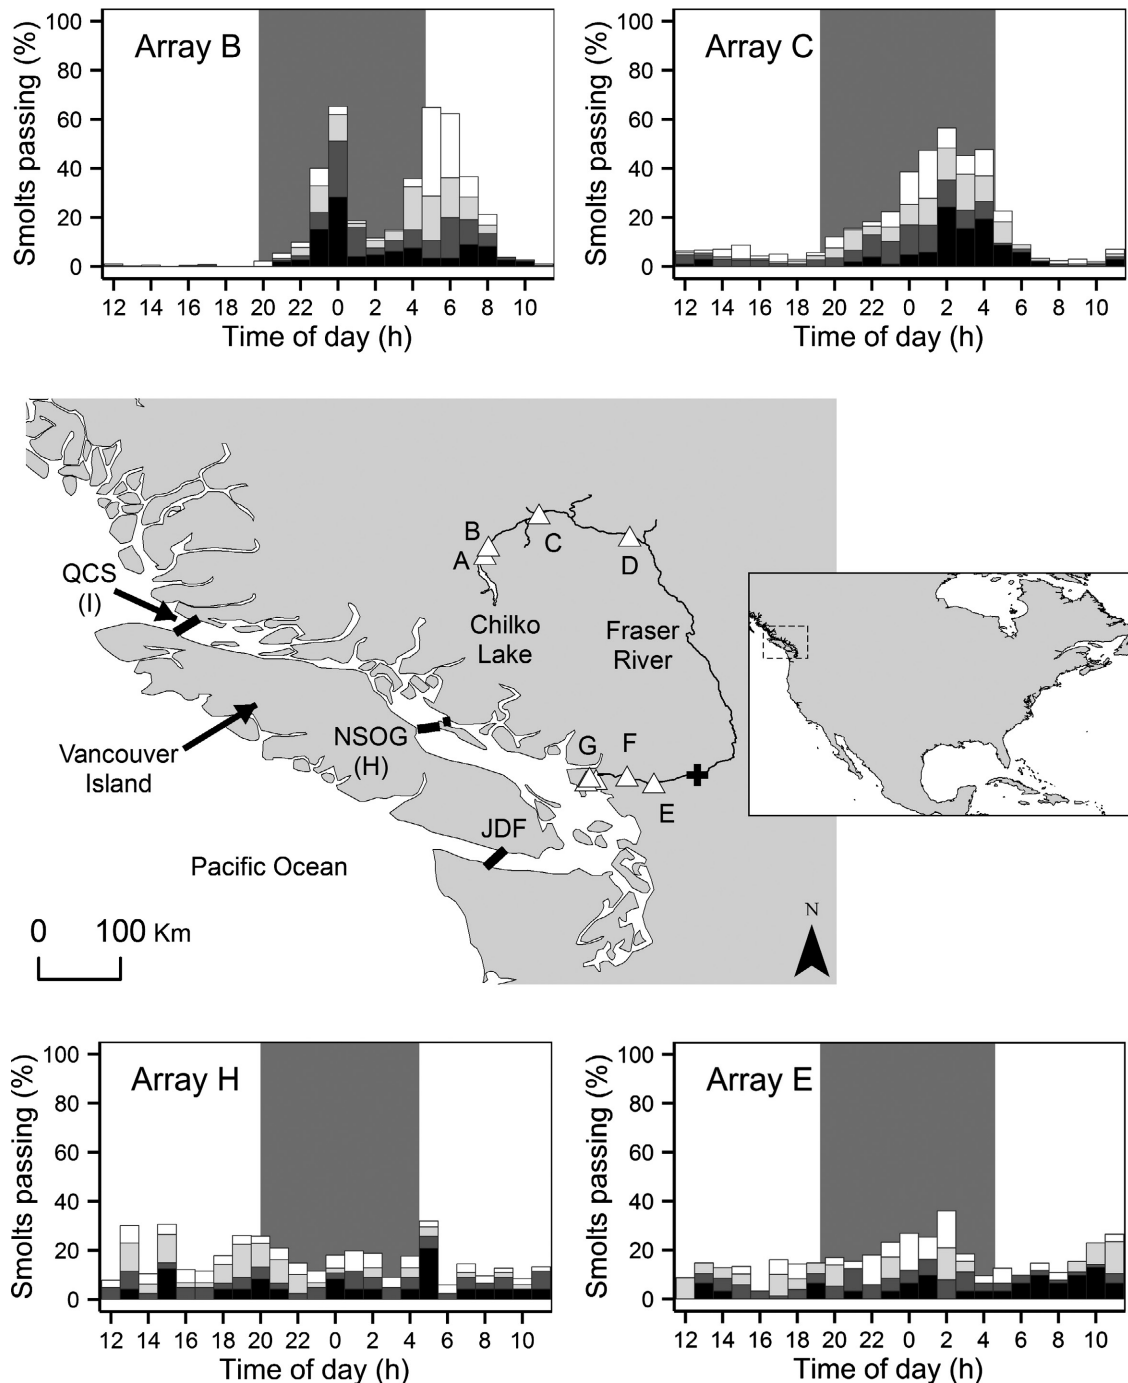 Array B
Smolts passing (%)
100
80
60
40
20
0
12 14 16 18 20 22 0 2 4 6 8 10
Time of day (h)
Array C
Smolts passing (%)
100
80
60
40
20
0
12 14 16 18 20 22 0 2 4 6 8 10
Time of day (h)
B
A
C
D
QCS
(I)
Chilko
Lake
Fraser
River
Vancouver
Island
NSOG
(H)
G
F
E
JDF
Pacific Ocean
0 100 Km
N
Array H
Smolts passing (%)
100
80
60
40
20
0
12 14 16 18 20 22 0 2 4 6 8 10
Time of day (h)
Array E
Smolts passing (%)
100
80
60
40
20
0
12 14 16 18 20 22 0 2 4 6 8 10
Time of day (h)